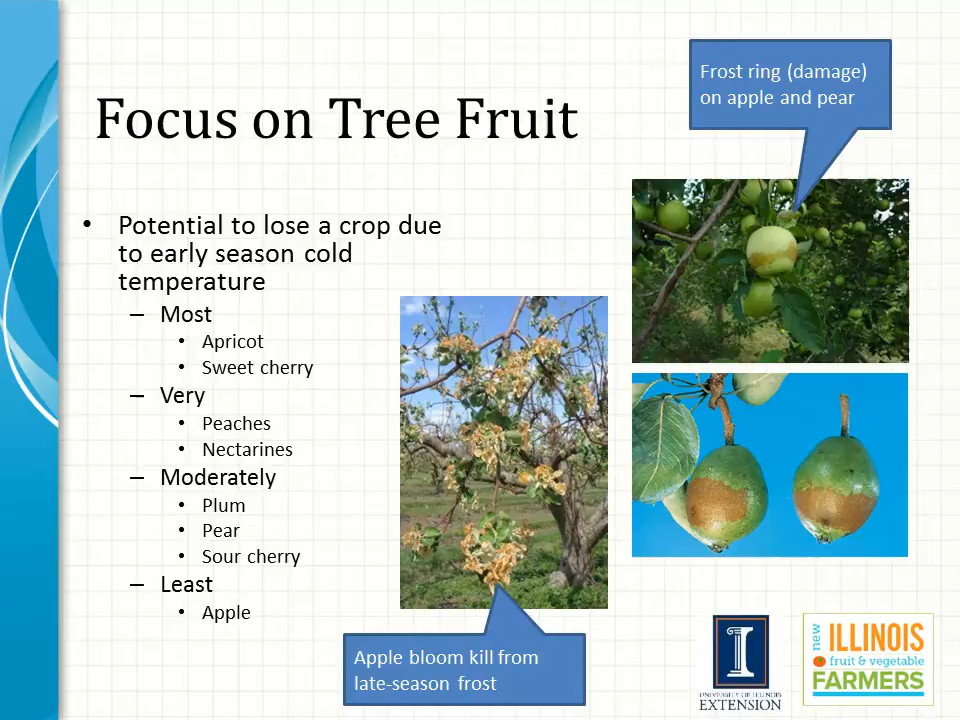 Frost ring (damage)
on apple and pear
Focus on Tree Fruit
• Potential to lose a crop due
to early season cold
temperature
– Most
• Apricot
• Sweet cherry
– Very
• Peaches
• Nectarines
– Moderately
• Plum
• Pear
• Sour cherry
– Least
• Apple
Apple bloom kill from
late-season frost
I
UNIVERSITY OF ILLINOIS
EXTENSION
new
ILLINOIS
fruit & vegetable
FARMERS